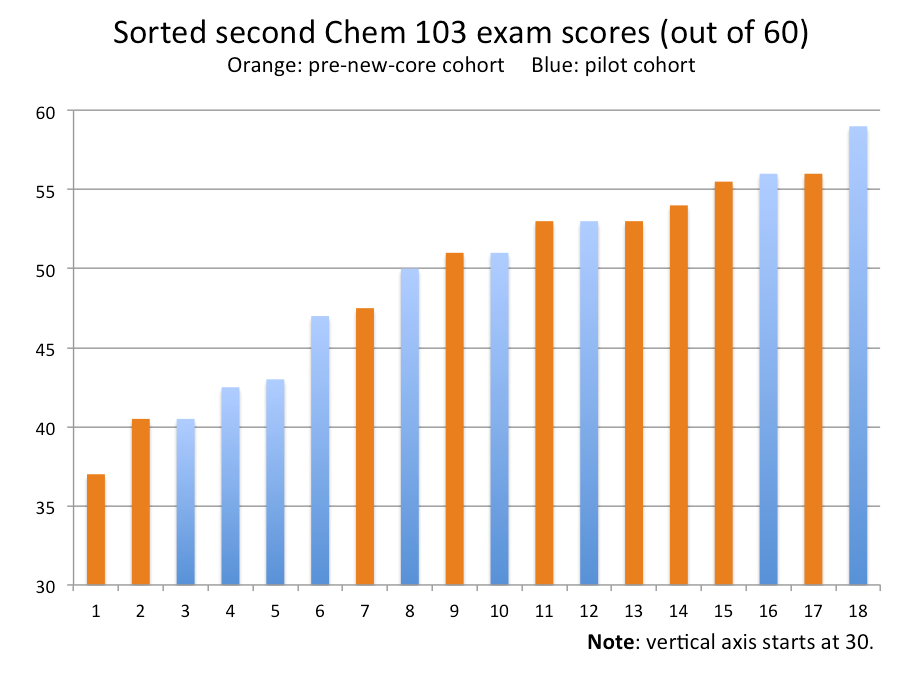 Sorted second Chem 103 exam scores (out of 60)
Orange: pre-new-core cohort Blue: pilot cohort
60
55
50
45
40
35
30
1 2 3 4 5 6 7 8 9 10 11 12 13 14 15 16 17 18
Note: vertical axis starts at 30.